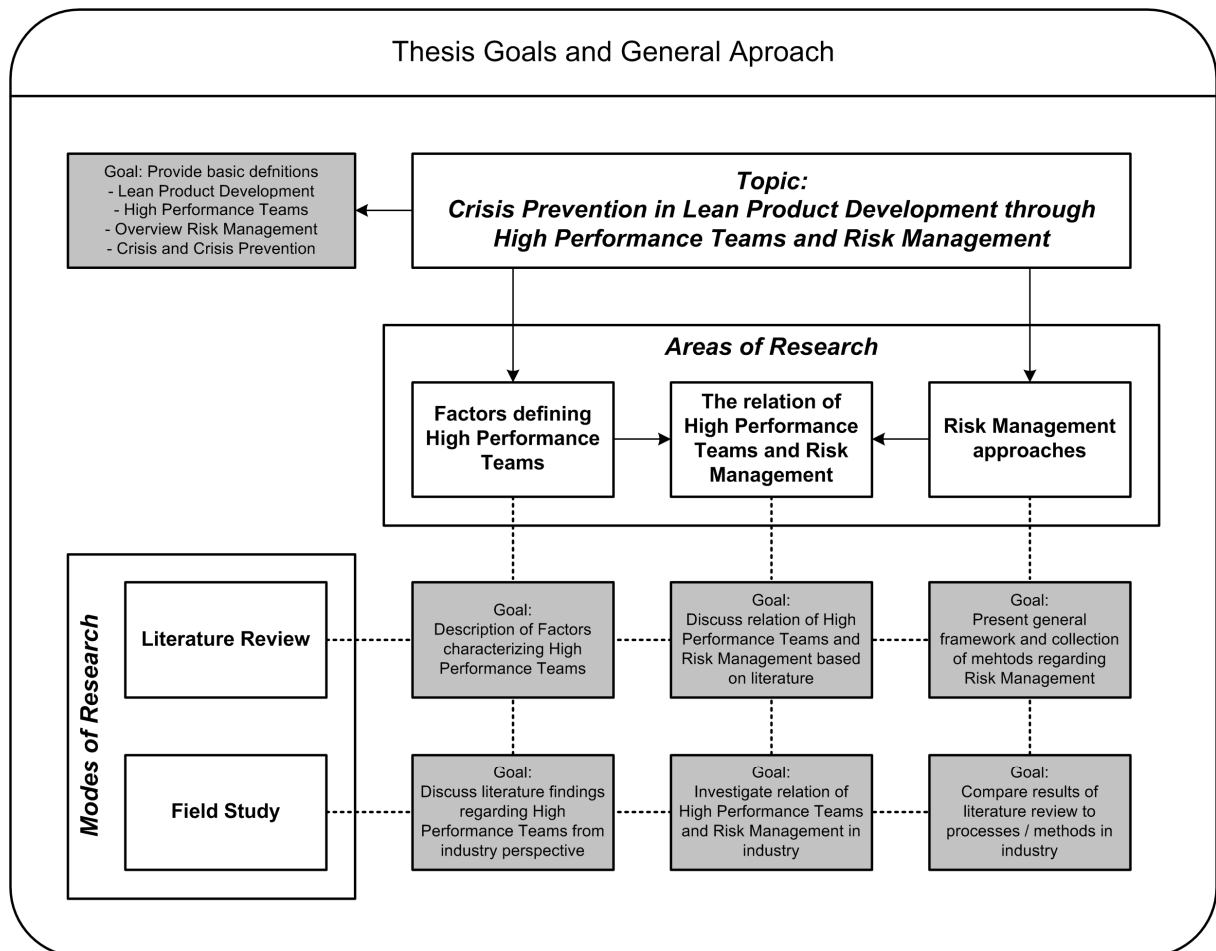 Thesis Goals and General Aproach
Goal: Provide basic defnitions
- Lean Product Development
- High Performance Teams
- Overview Risk Management
- Crisis and Crisis Prevention
Topic:
Crisis Prevention in Lean Product Development through
High Performance Teams and Risk Management
Areas of Research
Factors defining
High Performance
Teams
The relation of
High Performance
Teams and Risk
Management
Risk Management
approaches
Modes of Research
Literature Review
Goal:
Description of Factors
characterizing High
Performance Teams
Goal:
Discuss relation of High
Performance Teams and
Risk Management based
on literature
Goal:
Present general
framework and collection
of mehtods regarding
Risk Management
Field Study
Goal:
Discuss literature findings
regarding High
Performance Teams from
industry perspective
Goal:
Investigate relation of
High Performance Teams
and Risk Management in
industry
Goal:
Compare results of
literature review to
processes / methods in
industry